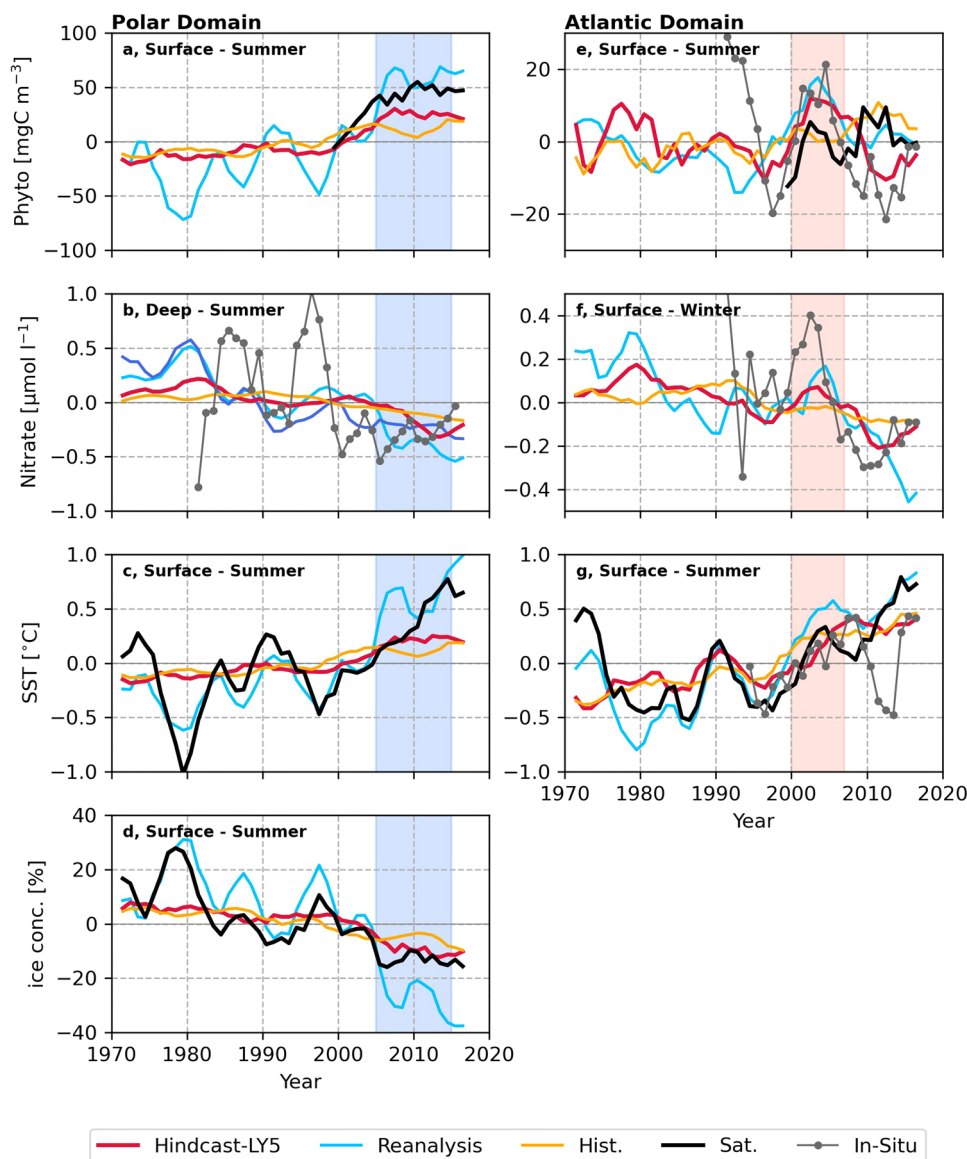 Polar Domain
Atlantic Domain
a, Surface - Summer
Phyto [mgC m⁻³]
100
50
0
−50
−100
e, Surface - Summer
20
0
−20
b, Deep - Summer
Nitrate [μmol l⁻¹]
1.0
0.5
0.0
−0.5
−1.0
f, Surface - Winter
0.4
0.2
0.0
−0.2
−0.4
c, Surface - Summer
SST [°C]
1.0
0.5
0.0
−0.5
−1.0
g, Surface - Summer
1.0
0.5
0.0
−0.5
−1.0
1970 1980 1990 2000 2010 2020
Year
d, Surface - Summer
ice conc. [%]
40
20
0
−20
−40
1970 1980 1990 2000 2010 2020
Year
Hindcast-LY5 Reanalysis Hist. Sat. In-Situ